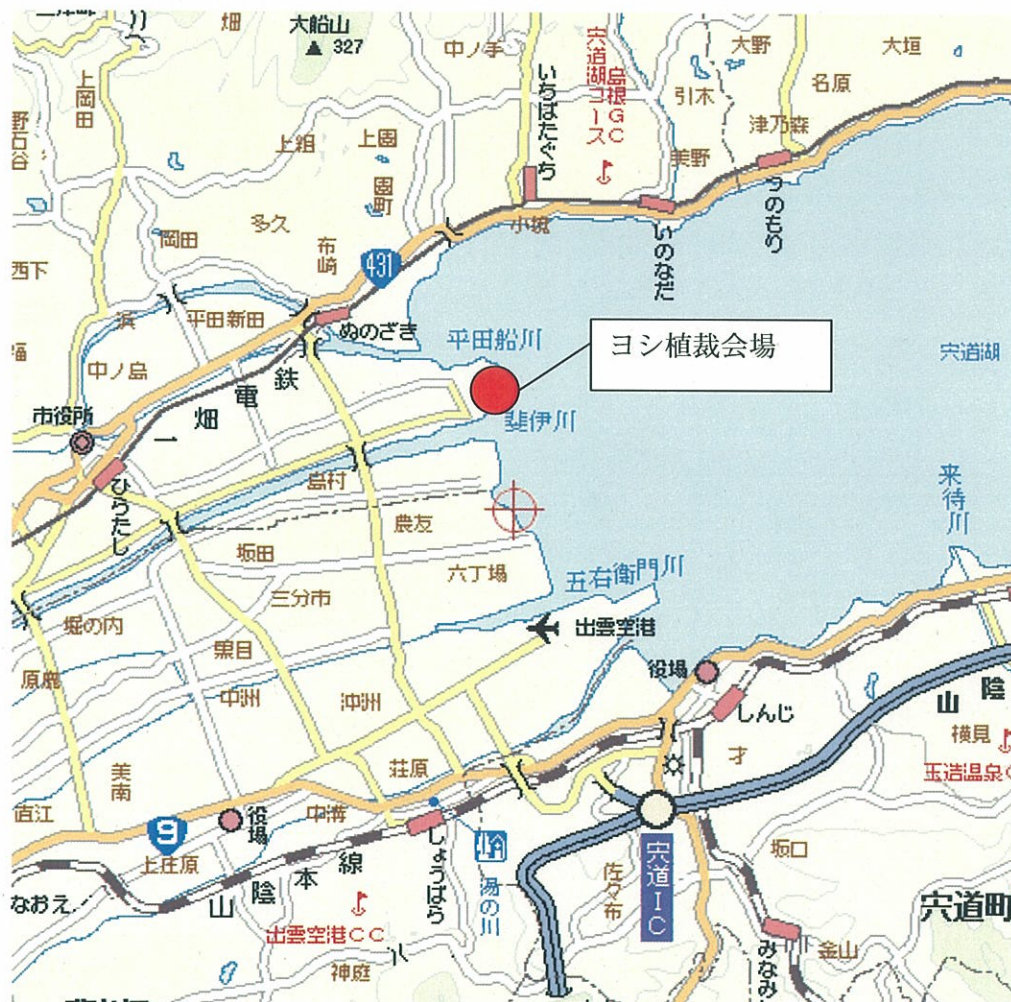 大船山
327
畑
中ノ手
宍道湖コース
島根GC
大野
大垣
名原
引木
津乃森
いちばたぐち
上岡田
野石谷
上組
上園
園町
美野
つのもり
多久
小境
いのなだ
岡田
布崎
431
西下
浜
平田新田
ぬのざき
平田船川
ヨシ植裁会場
宍道湖
福
中ノ島
一畑電鉄
斐伊川
市役所
ひらたし
島村
農友
来待川
坂田
六丁場
五右衛門川
三分市
出雲空港
堀の内
黒目
原鹿
中洲
沖洲
役場
しんじ
山陰
横見
玉造温泉C
荘原
才
美南
直江
9
役場
中溝
上庄原
しょうばら
湯の川
宍道IC
佐々布
坂口
山陰本線
なおえ
宍道町
出雲空港CC
神庭
金山
みなみし